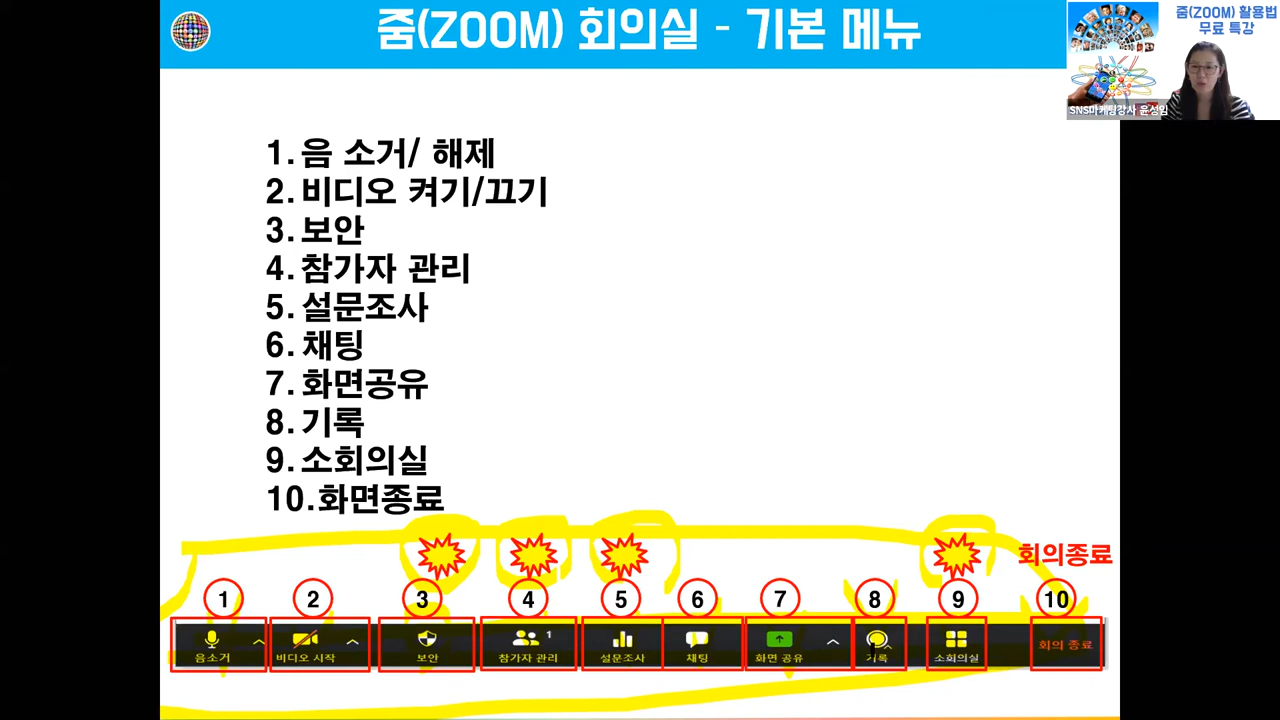 줌(ZOOM) 회의실 - 기본 메뉴
줌(ZOOM) 활용법
무료 특강
SNS마케팅강사 윤성임
1. 음 소거/ 해제
2. 비디오 켜기/끄기
3. 보안
4. 참가자 관리
5. 설문조사
6. 채팅
7. 화면공유
8. 기록
9. 소회의실
10.화면종료
회의종료
1 2 3 4 5 6 7 8 9 10
1
음소거 비디오 시작 보안 참가자 관리 설문조사 채팅 화면 공유 기록 소회의실 회의 종료